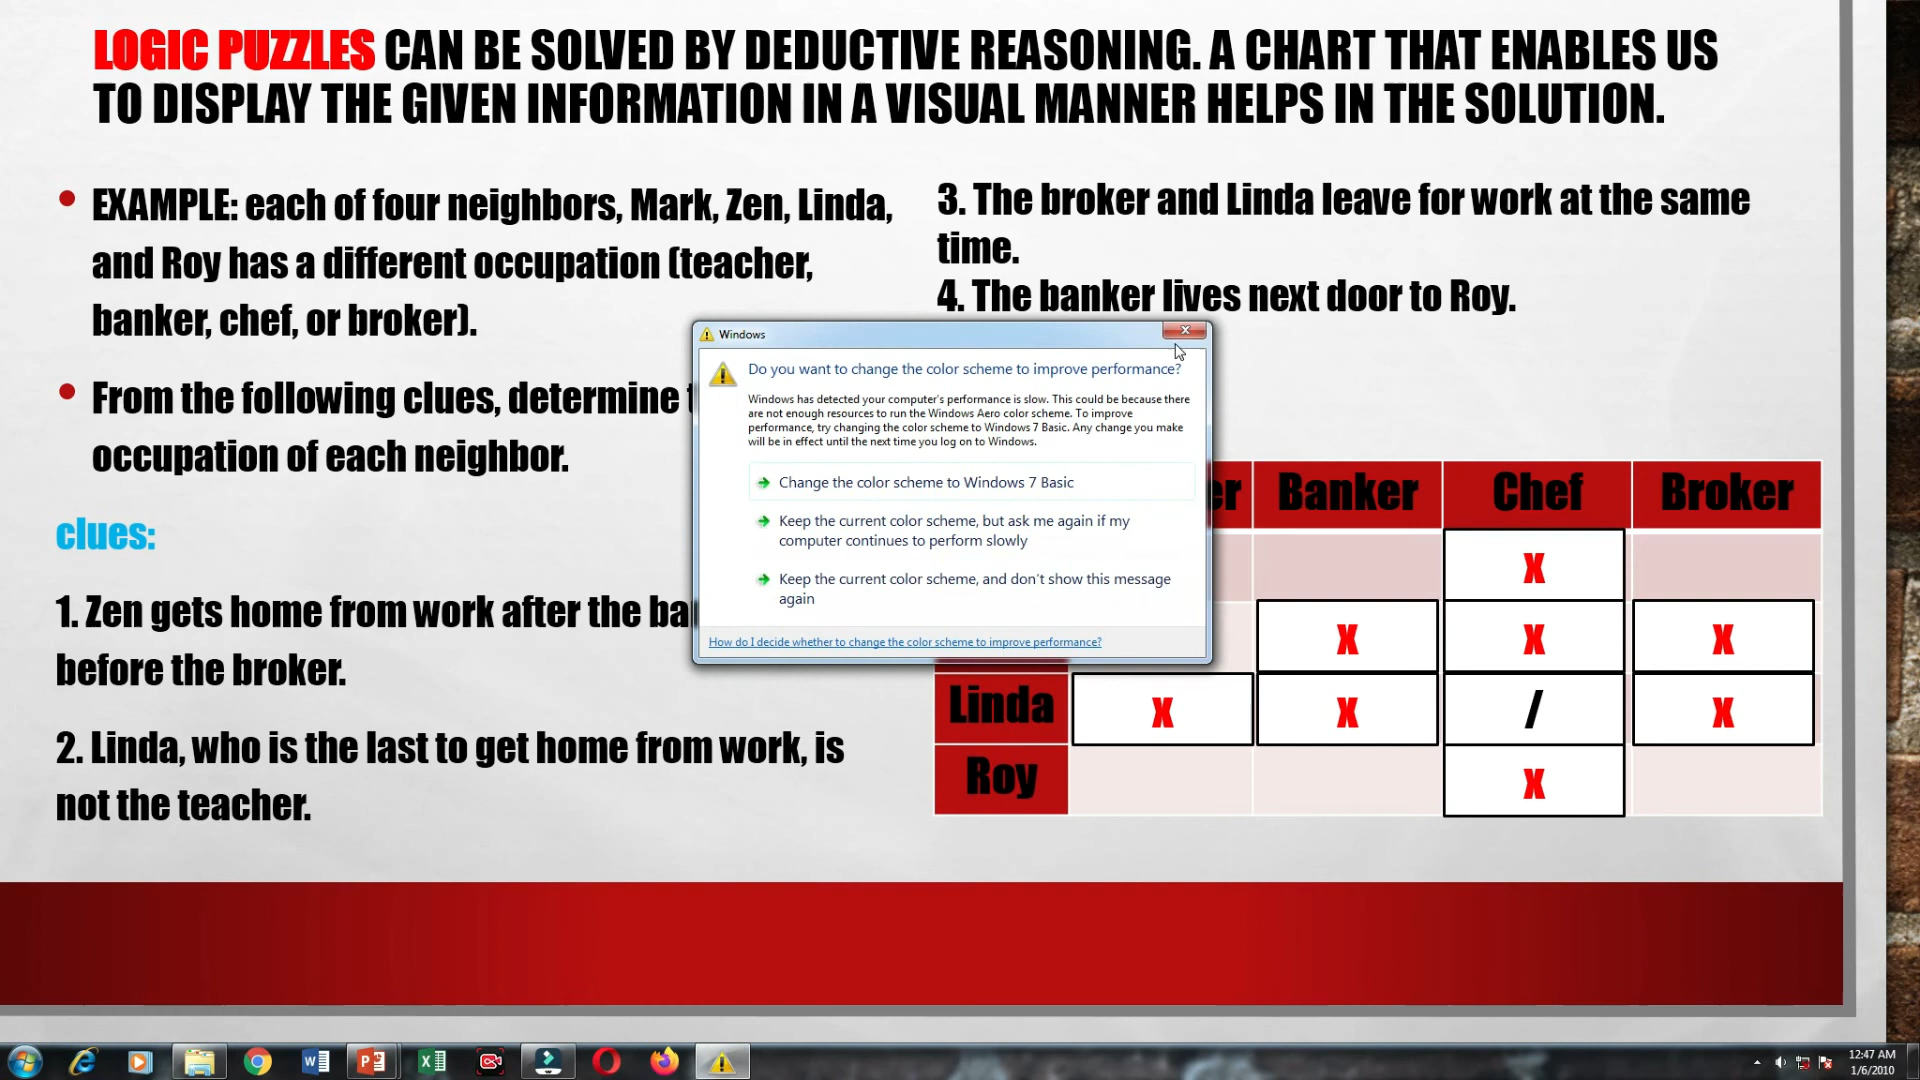 LOGIC PUZZLES CAN BE SOLVED BY DEDUCTIVE REASONING. A CHART THAT ENABLES US
TO DISPLAY THE GIVEN INFORMATION IN A VISUAL MANNER HELPS IN THE SOLUTION.
• EXAMPLE: each of four neighbors, Mark, Zen, Linda,
and Roy has a different occupation (teacher,
banker, chef, or broker).
• From the following clues, determine
occupation of each neighbor.
clues:
1. Zen gets home from work after the
before the broker.
2. Linda, who is the last to get home from work, is
not the teacher.
3. The broker and Linda leave for work at the same
time.
4. The banker lives next door to Roy.
Windows
Do you want to change the color scheme to improve performance?
Windows has detected your computer's performance is slow. This could be because there
are not enough resources to run the Windows Aero color scheme. To improve
performance, try changing the color scheme to Windows 7 Basic. Any change you make
will be in effect until the next time you log on to Windows.
Change the color scheme to Windows 7 Basic
Keep the current color scheme, but ask me again if my
computer continues to perform slowly
Keep the current color scheme, and don't show this message
again
How do I decide whether to change the color scheme to improve performance?
er Banker Chef Broker
x
x x x
Linda x x / x
Roy x
12:47 AM
1/6/2010